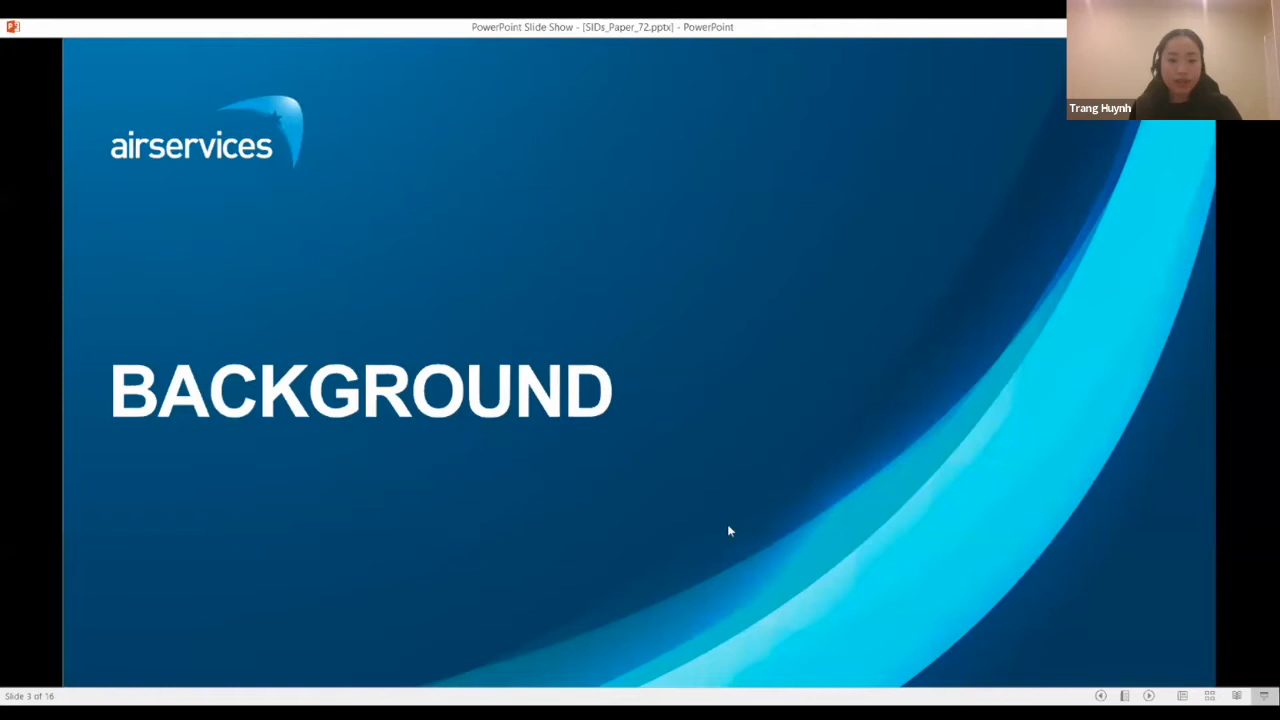 PowerPoint Slide Show - [SIDs_Paper_72.pptx] - PowerPoint
Trang Huynh
airservices
BACKGROUND
Slide 3 of 16